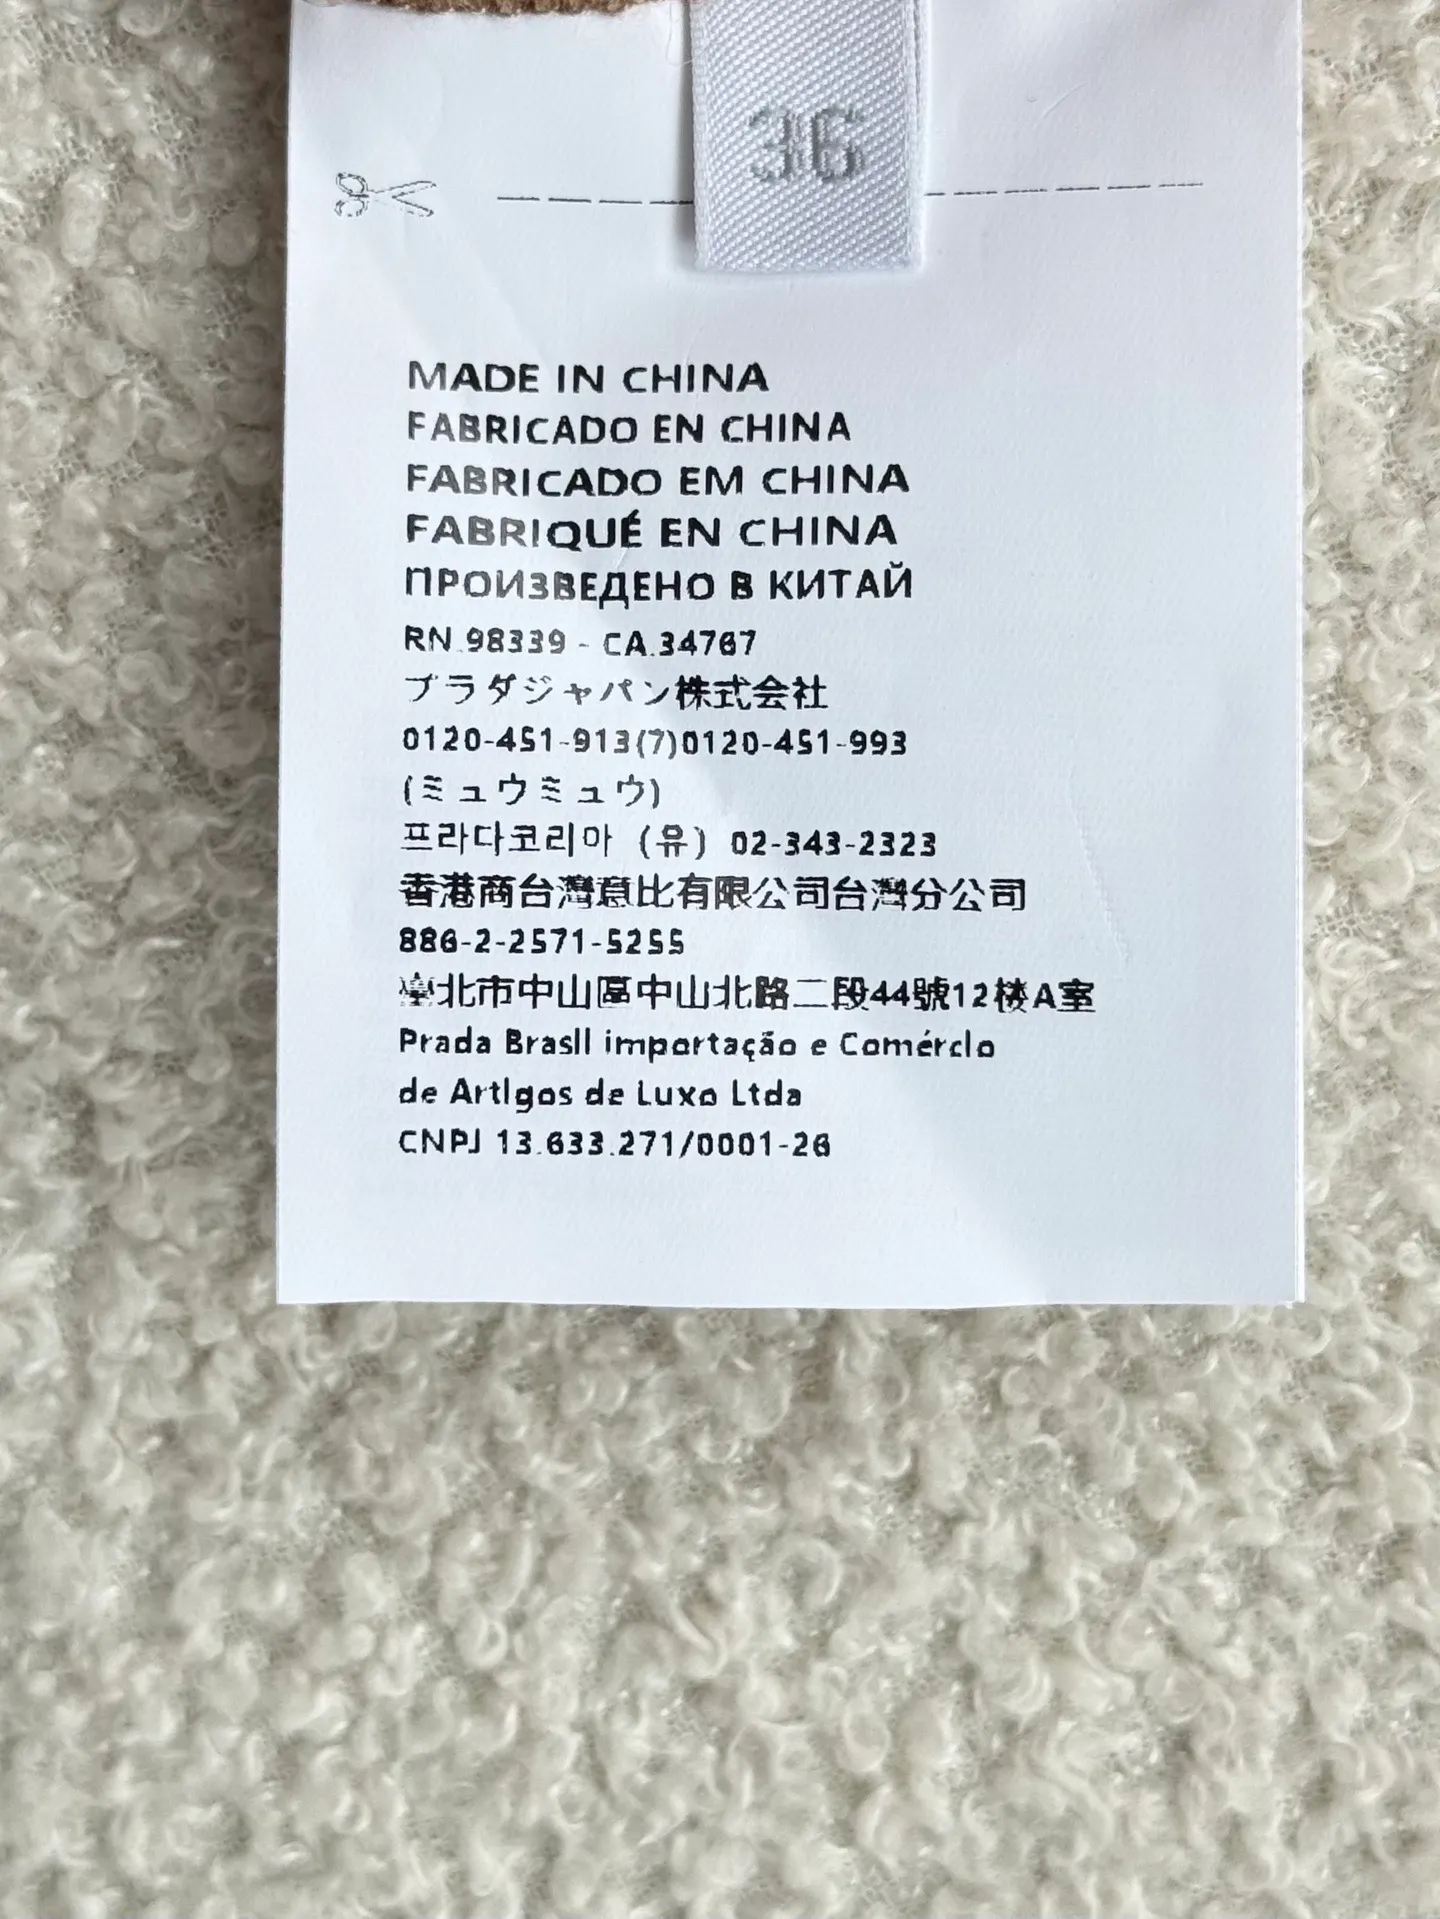 36
MADE IN CHINA
FABRICADO EN CHINA
FABRICADO EM CHINA
FABRIQUÉ EN CHINA
ПРОИЗВЕДЕНО В КИТАЙ
RN.98339 - CA.34767
プラダジャパン株式会社
0120-451-913(7)0120-451-993
(ミュウミュウ)
프라다코리아 (유) 02-343-2323
香港商台灣意比有限公司台灣分公司
886-2-2571-5255
臺北市中山區中山北路二段44號12樓A室
Prada Brasil importação e Comércio
de Artigos de Luxo Ltda
CNPJ 13.633.271/0001-26